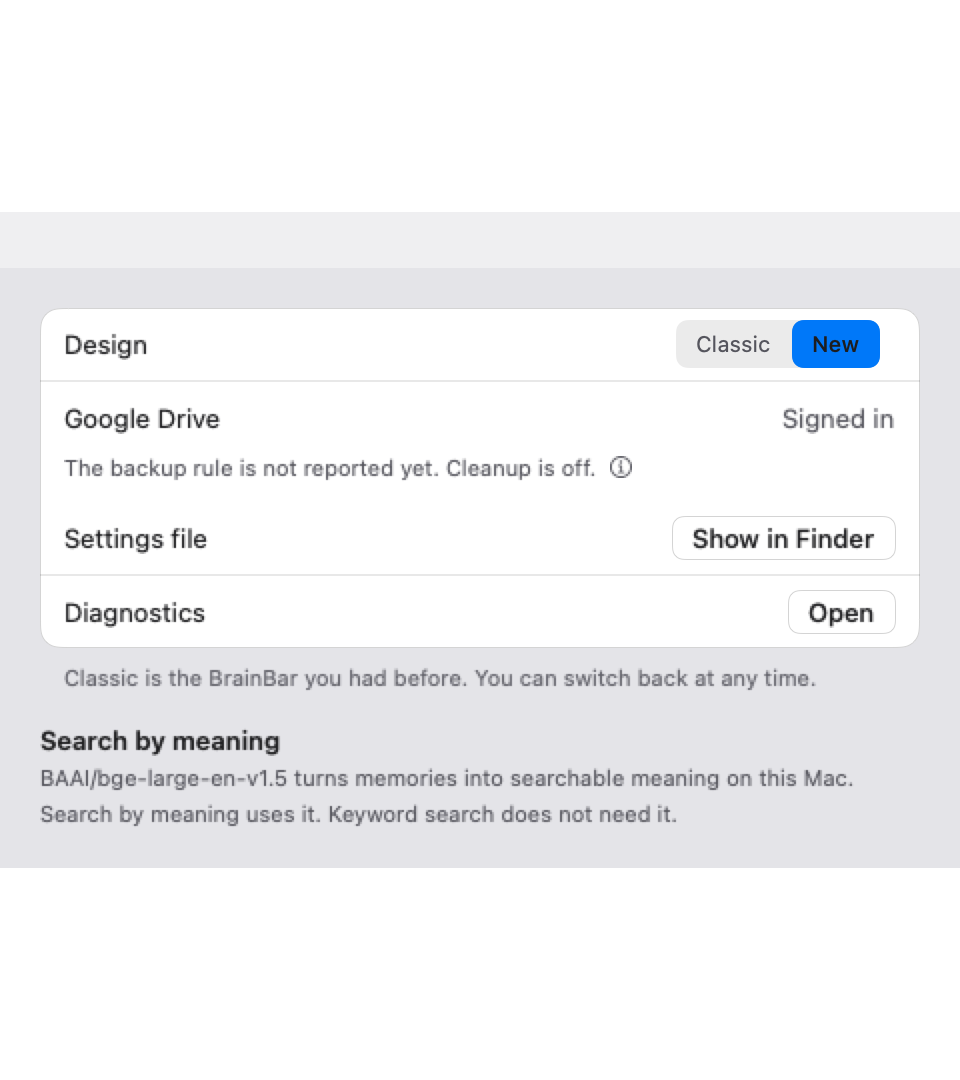 Design
Classic
New
Google Drive
Signed in
The backup rule is not reported yet. Cleanup is off.
Settings file
Show in Finder
Diagnostics
Open
Classic is the BrainBar you had before. You can switch back at any time.
Search by meaning
BAAI/bge-large-en-v1.5 turns memories into searchable meaning on this Mac.
Search by meaning uses it. Keyword search does not need it.